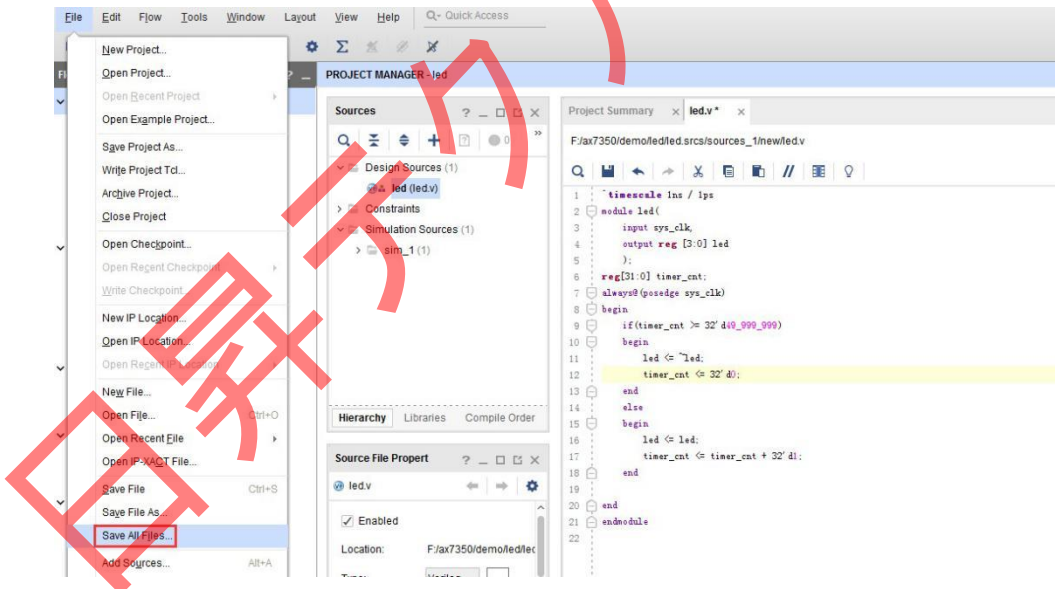 File Edit Flow Tools Window Layout View Help Quick Access
New Project...
Open Project...
Open Recent Project
Open Example Project...
Save Project As...
Write Project Tcl...
Archive Project...
Close Project
Open Checkpoint...
Open Recent Checkpoint
Write Checkpoint
New IP Location...
Open IP Location...
Open Recent IP Location
New File...
Open File... Ctrl+O
Open Recent File
Open IP-XACT File...
Save File Ctrl+S
Save File As...
Save All Files...
Add Sources... Alt+A
PROJECT MANAGER - led
Sources
0
Design Sources (1)
led (led.v)
Constraints
Simulation Sources (1)
sim_1 (1)
Hierarchy Libraries Compile Order
Source File Propert
led.v
Enabled
Location: F:/ax7350/demo/led/lec
Project Summary led.v *
F:/ax7350/demo/led/led.srcs/sources_1/new/led.v
1 `timescale 1ns / 1ps
2 module led(
3 input sys_clk,
4 output reg [3:0] led
5 );
6 reg[31:0] timer_cnt;
7 always@(posedge sys_clk)
8 begin
9 if(timer_cnt >= 32'd49_999_999)
10 begin
11 led <= ~led;
12 timer_cnt <= 32'd0;
13 end
14 else
15 begin
16 led <= led;
17 timer_cnt <= timer_cnt + 32'd1;
18 end
19
20 end
21 endmodule
22